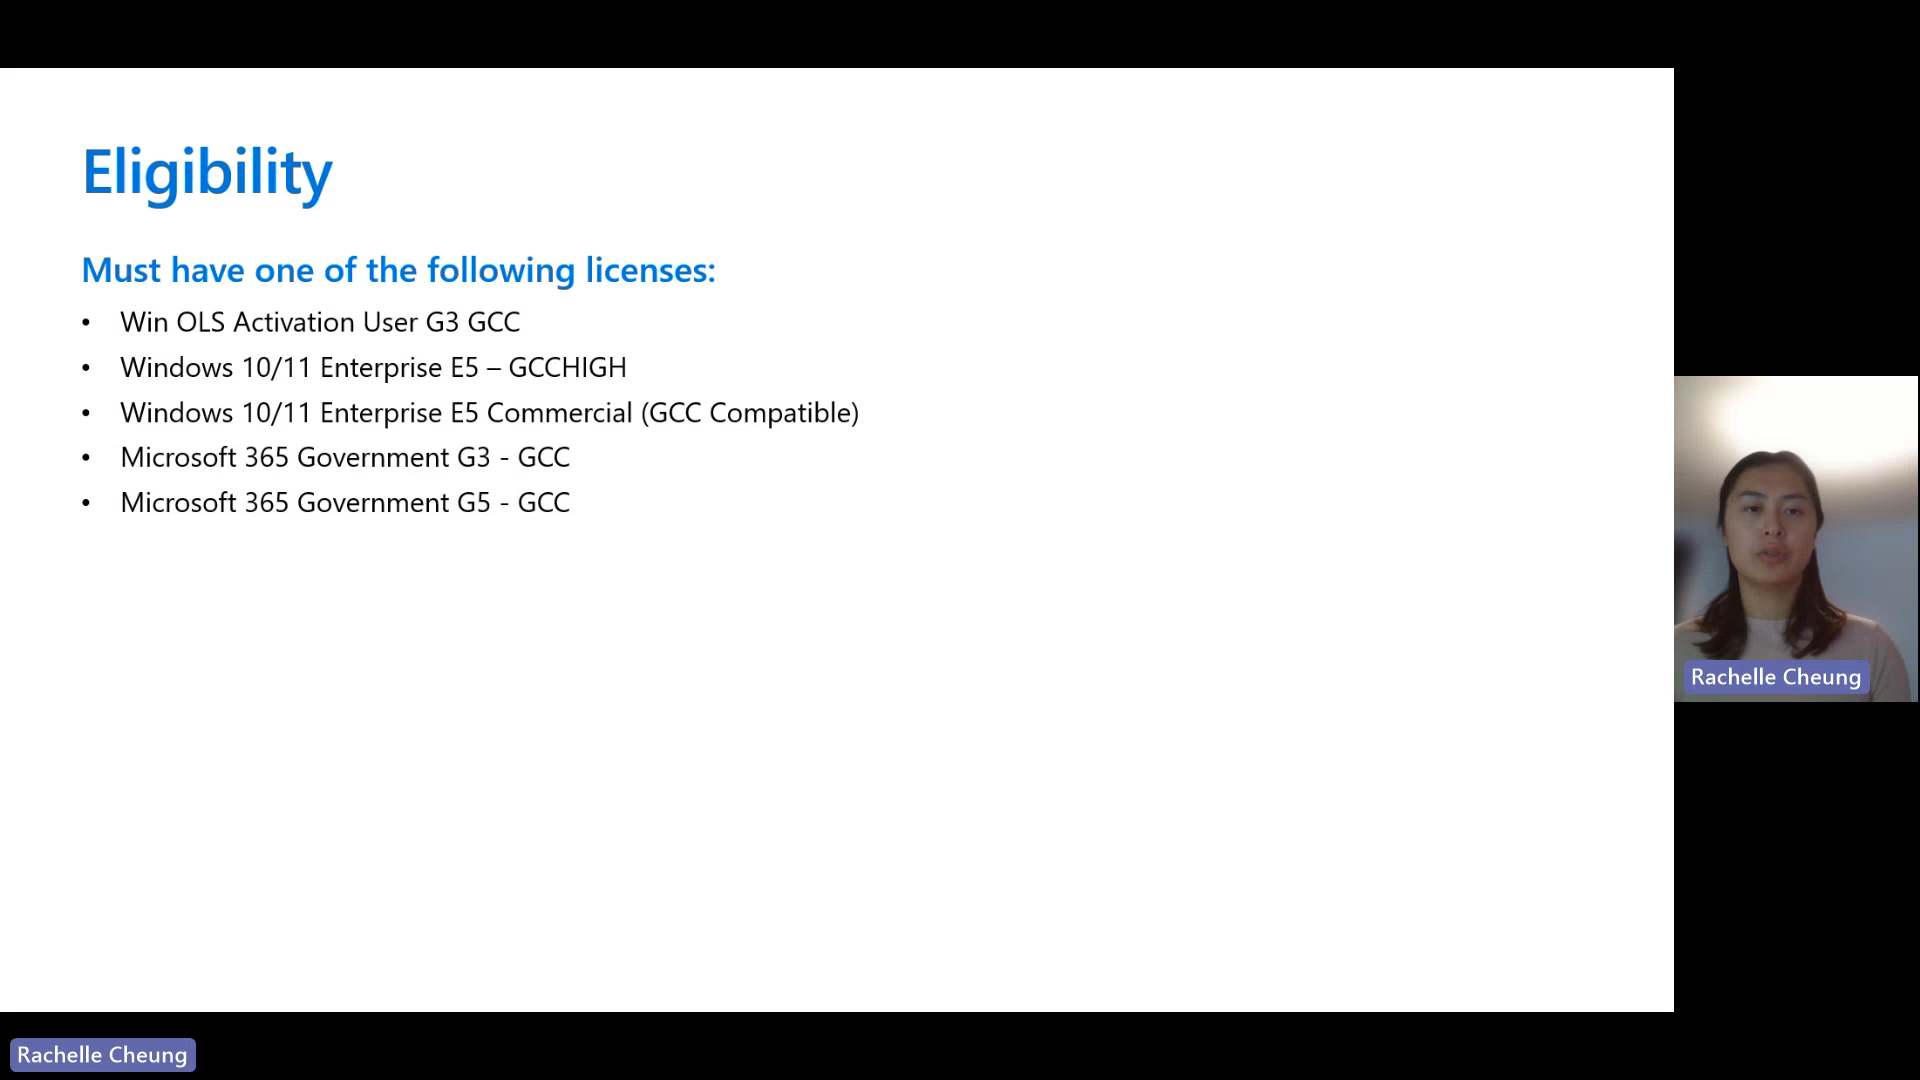 Eligibility
Must have one of the following licenses:
• Win OLS Activation User G3 GCC
• Windows 10/11 Enterprise E5 – GCCHIGH
• Windows 10/11 Enterprise E5 Commercial (GCC Compatible)
• Microsoft 365 Government G3 - GCC
• Microsoft 365 Government G5 - GCC
Rachelle Cheung
Rachelle Cheung